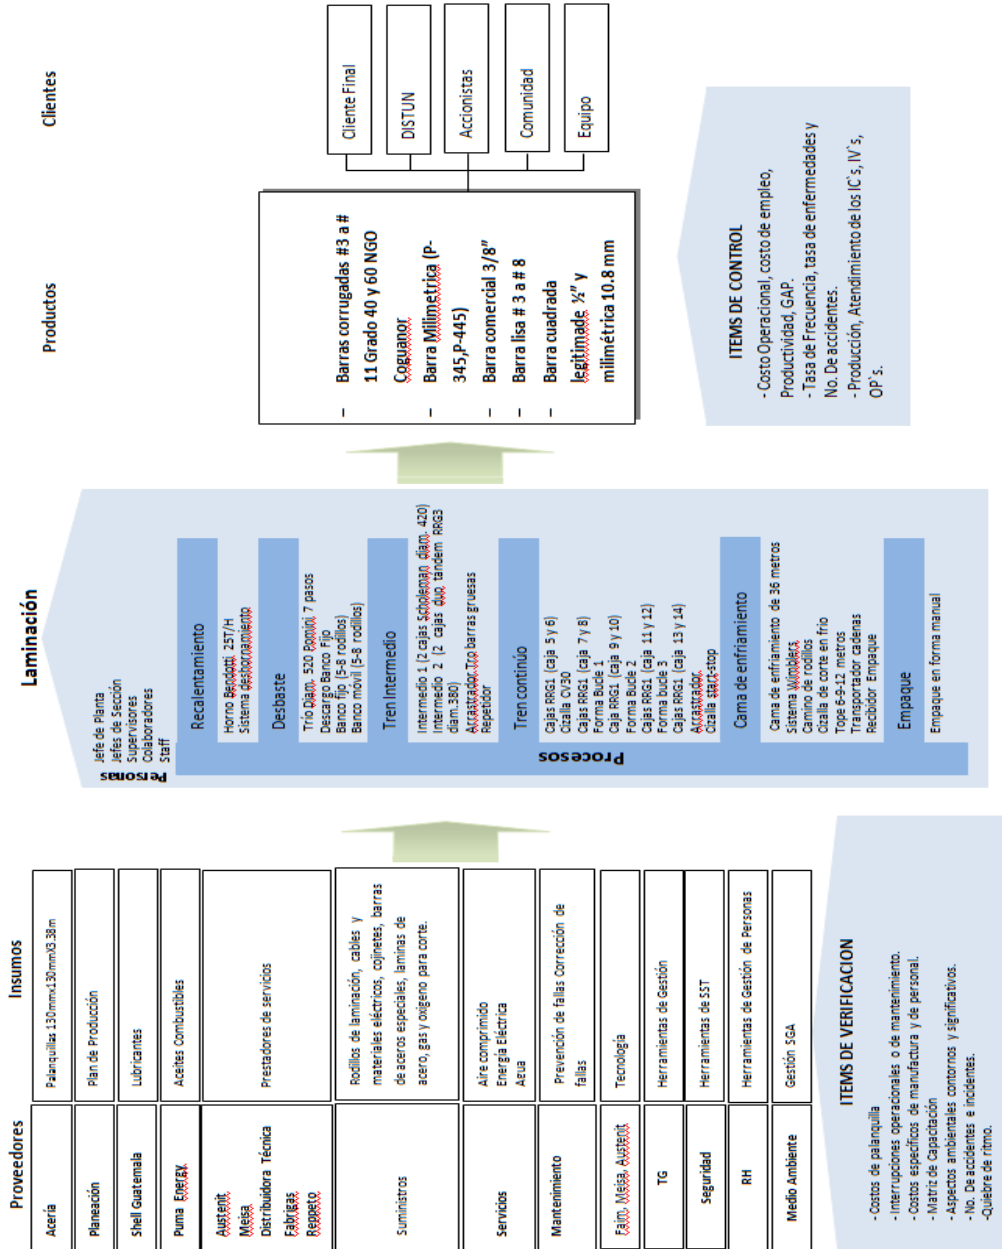 Laminación
Proveedores
Insumos
Acería
Palanquillas 130mmx130mmX3.38m
Planeación
Plan de Producción
Shell Guatemala
Lubricantes
Puma Energy
Aceites Combustibles
Austenit
Meisa
Distribuidora Técnica
Fabrigas
Reppeto
Prestadores de servicios
Suministros
Rodillos de laminación, cables y
materiales eléctricos, cojinetes, barras
de aceros especiales, laminas de
acero, gas y oxigeno para corte.
Servicios
Aire comprimido
Energía Eléctrica
Agua
Mantenimiento
Prevención de fallas Corrección de
fallas
Faim, Meisa, Austenit
Tecnología
TG
Herramientas de Gestión
Seguridad
Herramientas de SST
RH
Herramientas de Gestión de Personas
Medio Ambiente
Gestión SGA
ITEMS DE VERIFICACION
- Costos de palanquilla
- Interrupciones operacionales o de mantenimiento.
- Costos específicos de manufactura y de personal.
- Matriz de Capacitación
- Aspectos ambientales contornos y significativos.
- No. De accidentes e incidentes.
-Quiebre de ritmo.
Personas
Jefe de Planta
Jefes de Sección
Supervisores
Colaboradores
Staff
Procesos
Recalentamiento
Horno Bendotti 25T/H
Sistema deshornamiento
Desbaste
Trío Diam. 520 Pomini 7 pasos
Descargo Banco Fijo
Banco fijo (5-8 rodillos)
Banco móvil (5-8 rodillos)
Tren Intermedio
Intermedio 1 (2 cajas Scholeman diam. 420)
Intermedio 2 (2 cajas duo tandem RRG3
diam.380)
Arrastrador Tro barras gruesas
Repetidor
Tren continúo
Cajas RRG1 (caja 5 y 6)
Cizalla CV30
Cajas RRG1 (caja 7 y 8)
Forma Bucle 1
Caja RRG1 (caja 9 y 10)
Forma Bucle 2
Cajas RRG1 (caja 11 y 12)
Forma bucle 3
Cajas RRG1 (caja 13 y 14)
Arrastrador
Cizalla start-stop
Cama de enfriamiento
Cama de enfriamiento de 36 metros
Sistema Wimblers
Camino de rodillos
cizalla de corte en frio
Tope 6-9-12 metros
Transportador cadenas
Recibidor Empaque
Empaque
Empaque en forma manual
Productos
– Barras corrugadas #3 a #
11 Grado 40 y 60 NGO
Coguanor
– Barra Milimetrica (P-
345,P-445)
– Barra comercial 3/8”
– Barra lisa # 3 a # 8
– Barra cuadrada
legitimade ½” y
milimétrica 10.8 mm
Clientes
Cliente Final
DISTUN
Accionistas
Comunidad
Equipo
ITEMS DE CONTROL
- Costo Operacional, costo de empleo,
Productividad, GAP.
- Tasa de Frecuencia, tasa de enfermedades y
No. De accidentes.
- Producción, Atendimiento de los IC`s, IV`s,
OP`s.